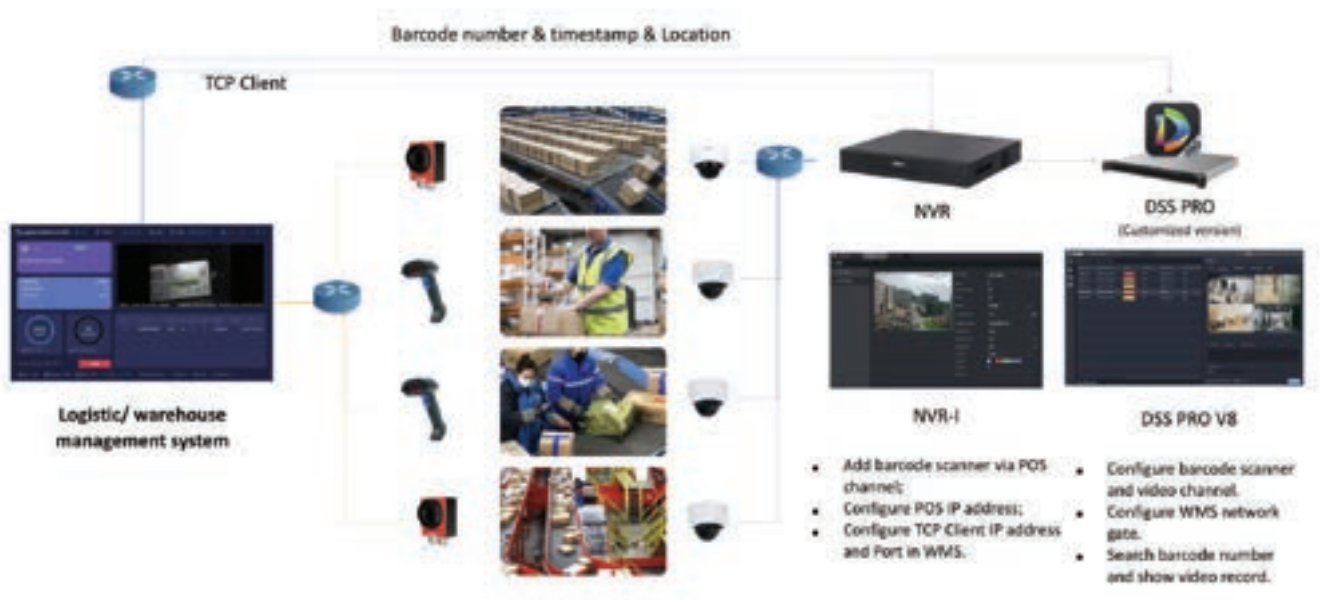 Barcode number & timestamp & Location
TCP Client
NVR
DSS PRO
(Customized version)
Logistic/ warehouse
management system
NVR-I
DSS PRO V8
• Add barcode scanner via POS
channel;
• Configure POS IP address;
• Configure TCP Client IP address
and Port in WMS.
• Configure barcode scanner
and video channel.
• Configure WMS network
gate.
• Search barcode number
and show video record.